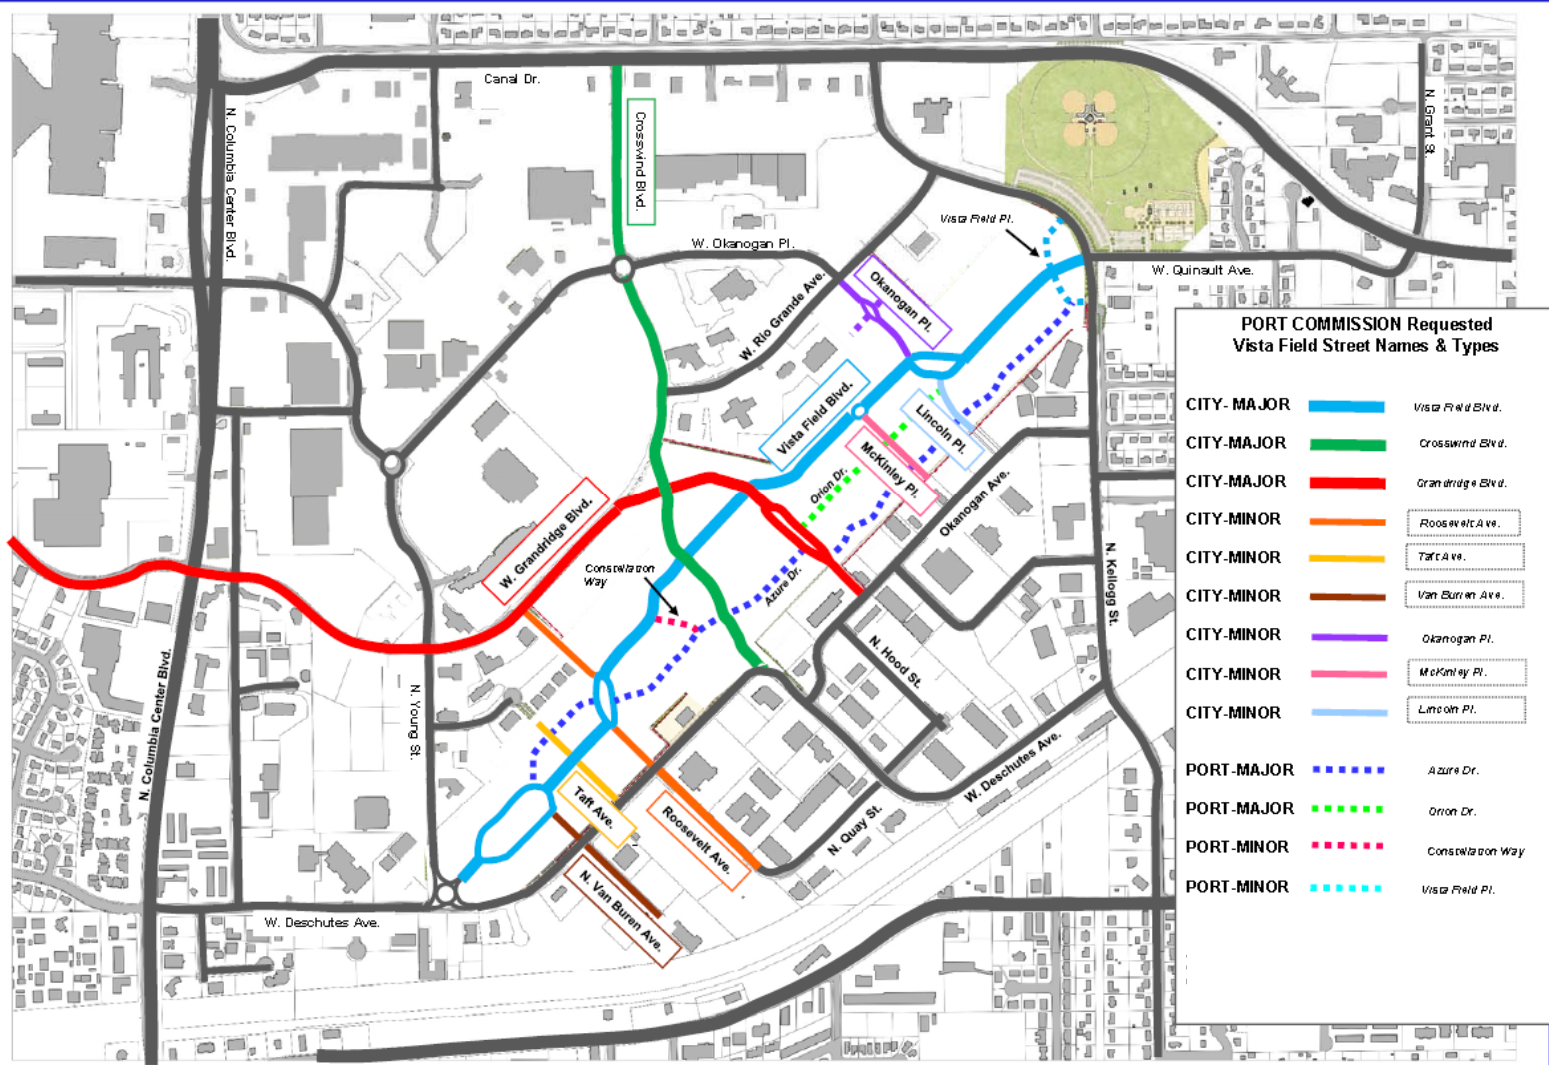 Canal Dr.
N. Columbia Center Blvd.
Crosswind Blvd.
N. Grant St.
Vista Field Pl.
W. Okanogan Pl.
W. Quinault Ave.
Okanogan Pl.
W. Rio Grande Ave.
PORT COMMISSION Requested
Vista Field Street Names & Types
CITY- MAJOR Vista Field Blvd.
CITY-MAJOR Crosswind Blvd.
CITY-MAJOR Grandridge Blvd.
CITY-MINOR Roosevelt Ave.
CITY-MINOR Taft Ave.
CITY-MINOR Van Burren Ave.
CITY-MINOR Okanogan Pl.
CITY-MINOR McKinley Pl.
CITY-MINOR Lincoln Pl.
PORT-MAJOR Azure Dr.
PORT-MAJOR Orion Dr.
PORT-MINOR Constellation Way
PORT-MINOR Vista Field Pl.
Vista Field Blvd.
Lincoln Pl.
McKinley Pl.
Orion Dr.
Okanogan Ave.
W. Grandridge Blvd.
Constellation
Way
Azure Dr.
N. Kellogg St.
N. Hood St.
N. Columbia Center Blvd.
N. Young St.
W. Deschutes Ave.
Taft Ave.
Roosevelt Ave.
N. Quay St.
N. Van Buren Ave.
W. Deschutes Ave.